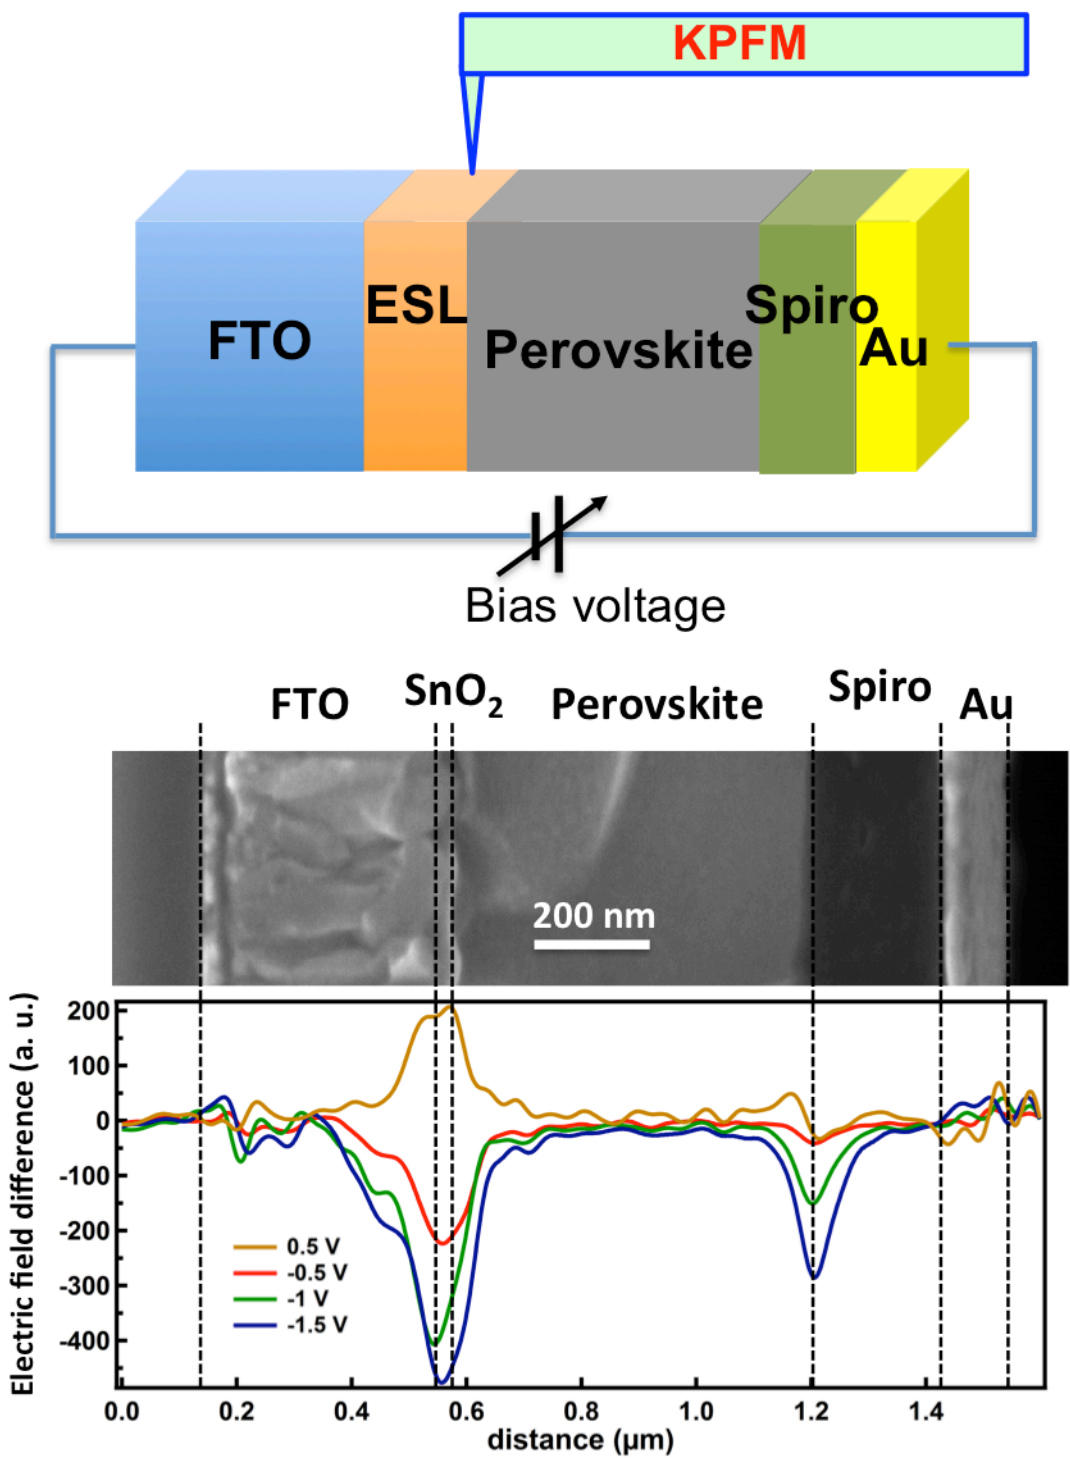 KPFM
FTO
ESL
Perovskite
Spiro
Au
Bias voltage
FTO
SnO₂
Perovskite
Spiro
Au
200 nm
Electric field difference (a. u.)
200
100
0
-100
-200
-300
-400
0.5 V
-0.5 V
-1 V
-1.5 V
0.0 0.2 0.4 0.6 0.8 1.0 1.2 1.4
distance (µm)